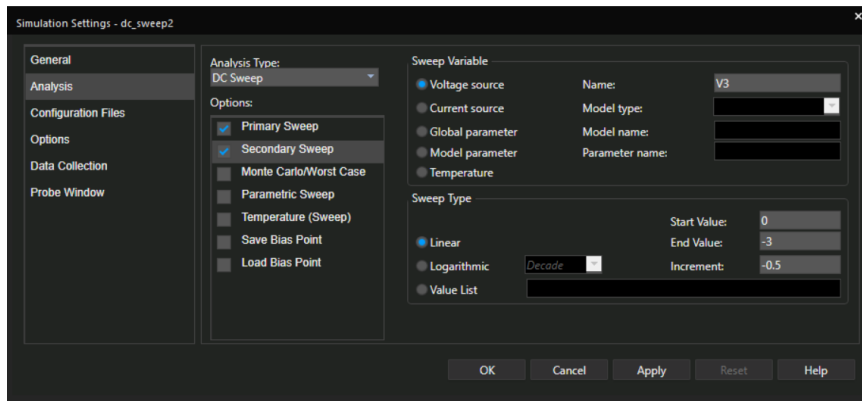 Simulation Settings - dc_sweep2
×
General
Analysis
Configuration Files
Options
Data Collection
Probe Window
Analysis Type:
DC Sweep
Options:
Primary Sweep
Secondary Sweep
Monte Carlo/Worst Case
Parametric Sweep
Temperature (Sweep)
Save Bias Point
Load Bias Point
Sweep Variable
Voltage source Name: V3
Current source Model type:
Global parameter Model name:
Model parameter Parameter name:
Temperature
Sweep Type
Start Value: 0
Linear End Value: -3
Logarithmic Decade Increment: -0.5
Value List
OK Cancel Apply Reset Help